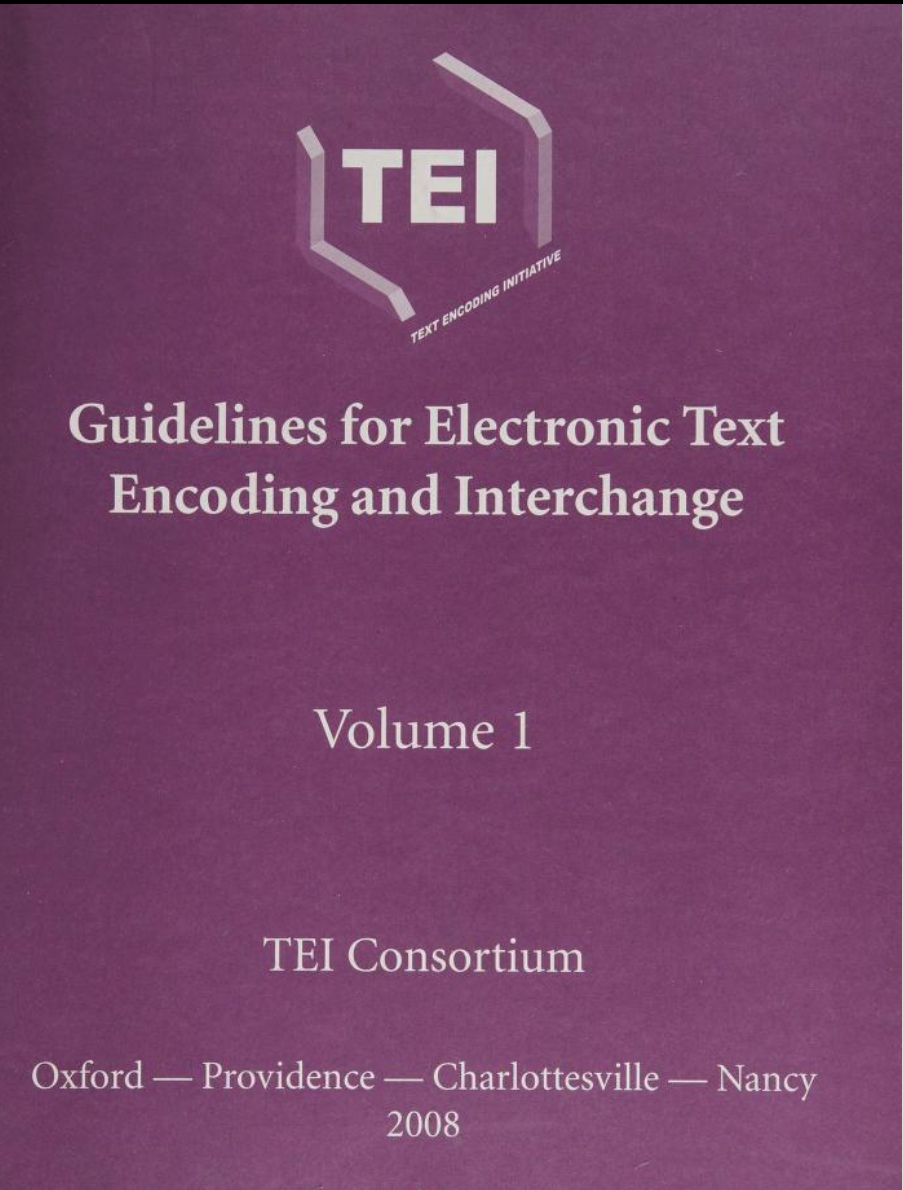 TEI
TEXT ENCODING INITIATIVE
Guidelines for Electronic Text
Encoding and Interchange
Volume 1
TEI Consortium
Oxford — Providence — Charlottesville — Nancy
2008